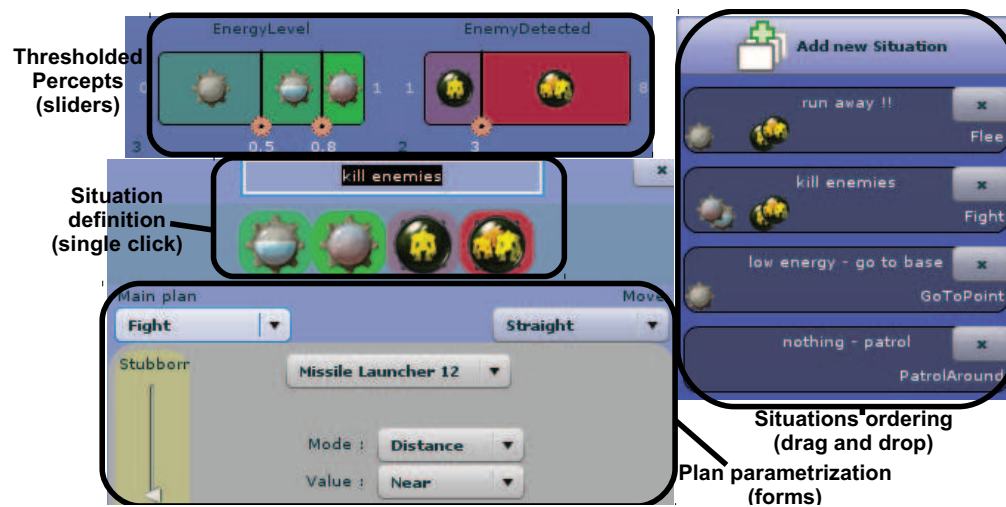 EnergyLevel
EnemyDetected
Thresholded
Percepts
(sliders)
0
1
1
8
3
0.5
0.8
2
3
kill enemies
×
Situation
definition
(single click)
Main plan
Move
Fight
Straight
Stubborr
Missile Launcher 12
Mode :
Distance
Value :
Near
Add new Situation
run away !!
×
Flee
kill enemies
×
Fight
low energy - go to base
×
GoToPoint
nothing - patrol
×
PatrolAround
Situations ordering
(drag and drop)
Plan parametrization
(forms)